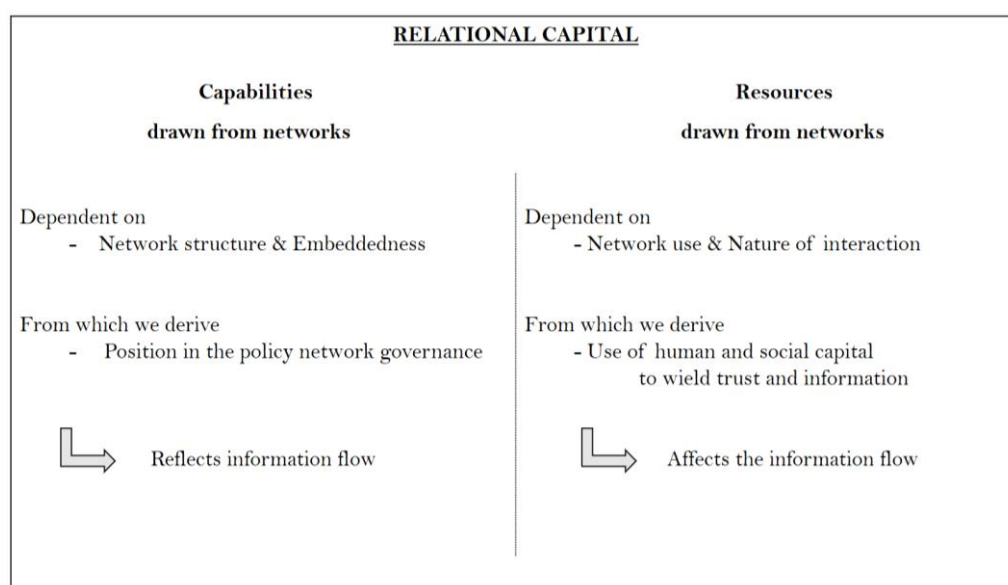 RELATIONAL CAPITAL
Capabilities
drawn from networks
Dependent on
- Network structure & Embeddedness
From which we derive
- Position in the policy network governance
Reflects information flow
Resources
drawn from networks
Dependent on
- Network use & Nature of interaction
From which we derive
- Use of human and social capital
to wield trust and information
Affects the information flow